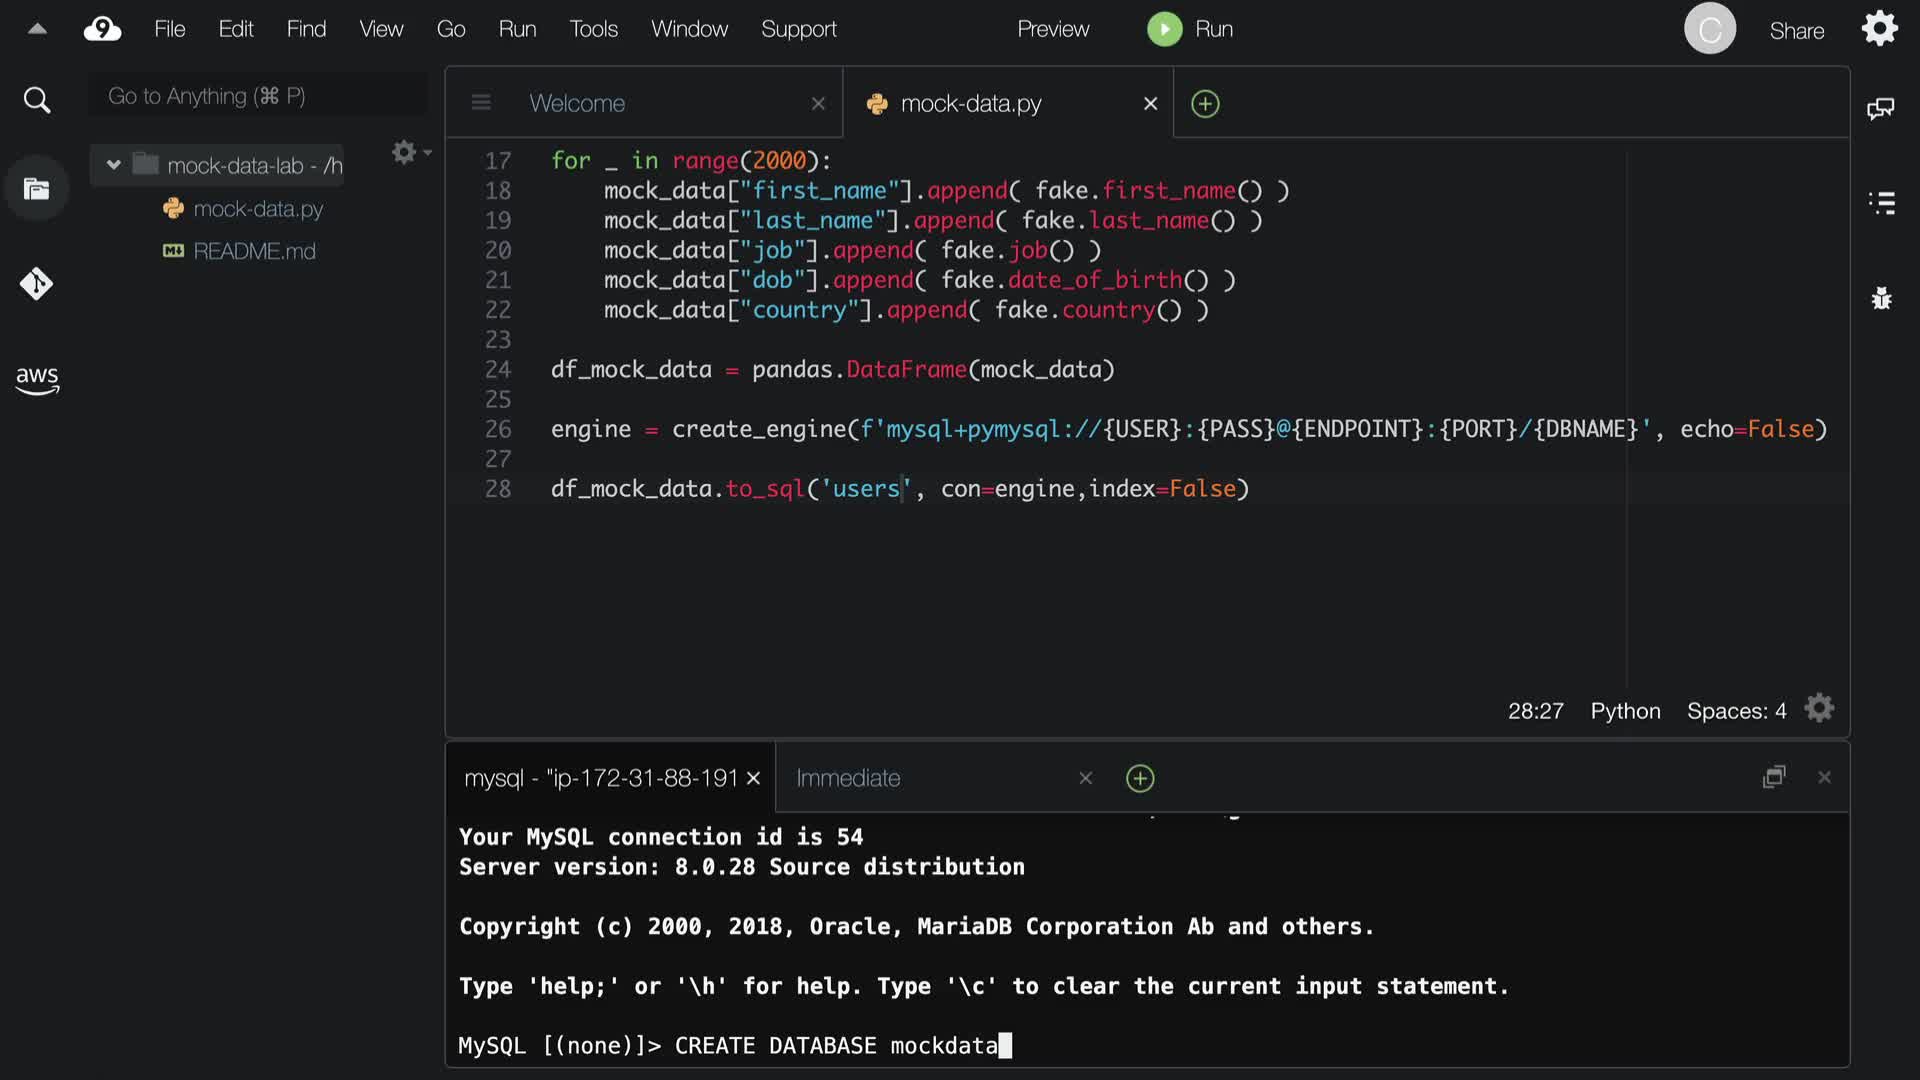 9 File Edit Find View Go Run Tools Window Support Preview Run C Share
Go to Anything (⌘ P)
mock-data-lab - /h
mock-data.py
README.md
aws
Welcome mock-data.py
17 for _ in range(2000):
18 mock_data["first_name"].append( fake.first_name() )
19 mock_data["last_name"].append( fake.last_name() )
20 mock_data["job"].append( fake.job() )
21 mock_data["dob"].append( fake.date_of_birth() )
22 mock_data["country"].append( fake.country() )
23
24 df_mock_data = pandas.DataFrame(mock_data)
25
26 engine = create_engine(f'mysql+pymysql://{USER}:{PASS}@{ENDPOINT}:{PORT}/{DBNAME}', echo=False)
27
28 df_mock_data.to_sql('users', con=engine,index=False)
28:27 Python Spaces: 4
mysql - "ip-172-31-88-191 Immediate
Your MySQL connection id is 54
Server version: 8.0.28 Source distribution
Copyright (c) 2000, 2018, Oracle, MariaDB Corporation Ab and others.
Type 'help;' or '\h' for help. Type '\c' to clear the current input statement.
MySQL [(none)]> CREATE DATABASE mockdata